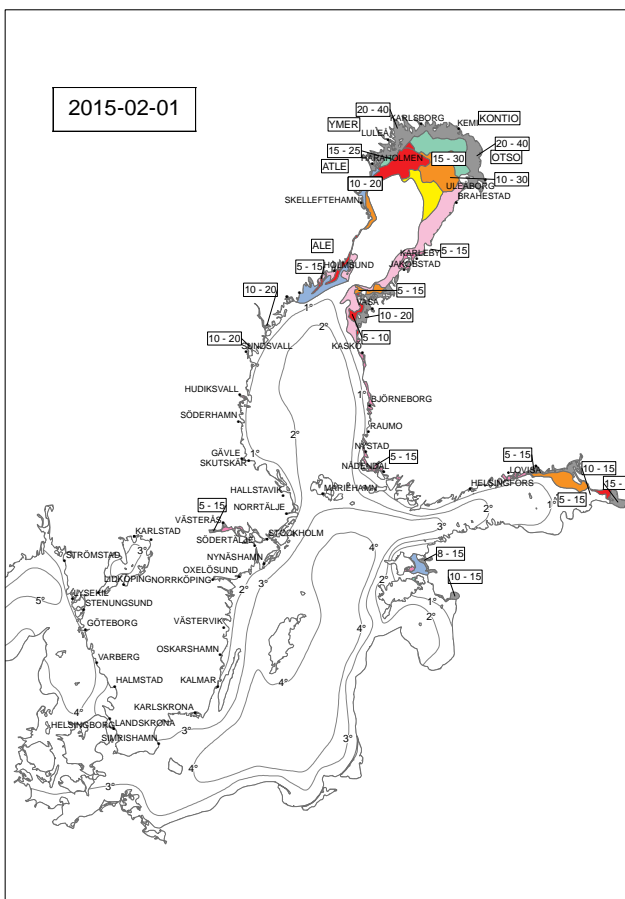 2015-02-01
20 - 40
KARLSBORG
YMER
KEMI
KONTIO
LULEÅ
20 - 40
15 - 25
HARAHOLMEN
15 - 30
OTSO
ATLE
10 - 30
10 - 20
ULEÅBORG
BRAHESTAD
SKELLEFTEHAMN
ALE
KARLEBY
5 - 15
5 - 15
HOLMSUND
JAKOBSTAD
10 - 20
5 - 15
1°
VASA
10 - 20
2°
10 - 20
SUNDSVALL
5 - 10
KASKÖ
HUDIKSVALL
1°
BJÖRNEBORG
SÖDERHAMN
RAUMO
2°
NYSTAD
GÄVLE
1°
5 - 15
5 - 15
SKUTSKÄR
NÅDENDAL
LOVISA
10 - 15
HELSINGFORS
15 -
HALLSTAVIK
MARIEHAMN
5 - 15
1°
5 - 15
NORRTÄLJE
2°
VÄSTERÅS
3°
KARLSTAD
STOCKHOLM
SÖDERTÄLJE
3°
4°
STRÖMSTAD
NYNÄSHAMN
8 - 15
OXELÖSUND
3°
LIDKÖPING
NORRKÖPING
2°
2°
10 - 15
5°
LYSEKIL
1°
STENUNGSUND
VÄSTERVIK
2°
GÖTEBORG
4°
OSKARSHAMN
VARBERG
HALMSTAD
KALMAR
4°
4°
KARLSKRONA
HELSINGBORG
LANDSKRONA
3°
3°
SIMRISHAMN
4°
3°